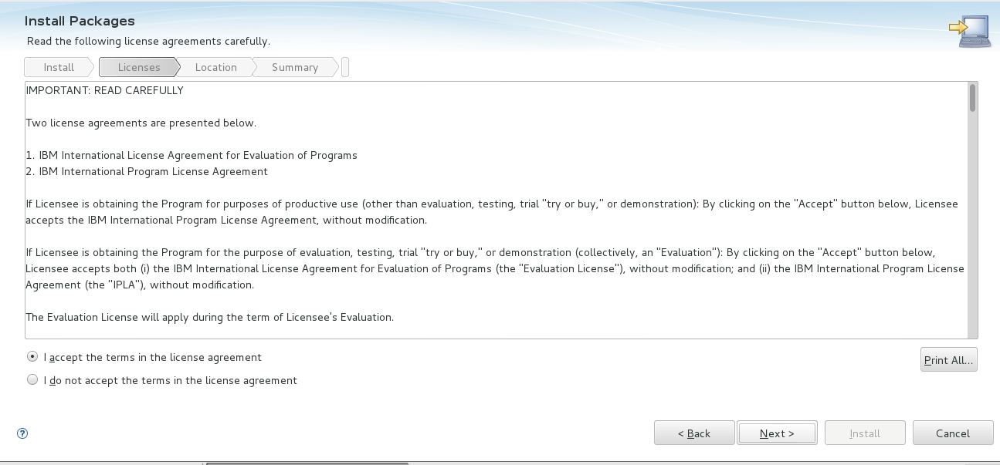 Install Packages
Read the following license agreements carefully.
Install Licenses Location Summary
IMPORTANT: READ CAREFULLY
Two license agreements are presented below.
1. IBM International License Agreement for Evaluation of Programs
2. IBM International Program License Agreement
If Licensee is obtaining the Program for purposes of productive use (other than evaluation, testing, trial "try or buy," or demonstration): By clicking on the "Accept" button below, Licensee
accepts the IBM International Program License Agreement, without modification.
If Licensee is obtaining the Program for the purpose of evaluation, testing, trial "try or buy," or demonstration (collectively, an "Evaluation"): By clicking on the "Accept" button below,
Licensee accepts both (i) the IBM International License Agreement for Evaluation of Programs (the "Evaluation License"), without modification; and (ii) the IBM International Program License
Agreement (the "IPLA"), without modification.
The Evaluation License will apply during the term of Licensee's Evaluation.
I accept the terms in the license agreement
Print All...
I do not accept the terms in the license agreement
? < Back Next > Install Cancel